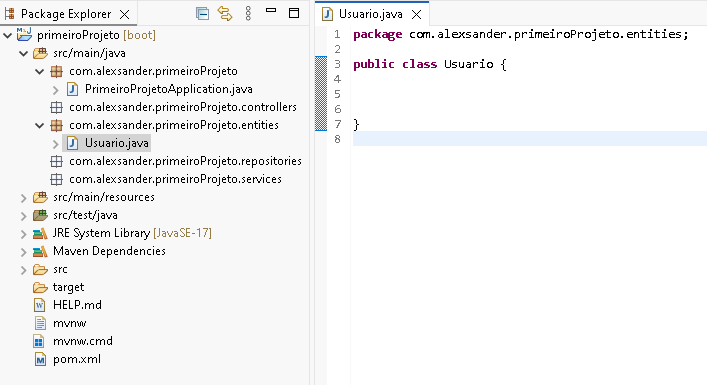 Package Explorer
primeiroProjeto [boot]
src/main/java
com.alexsander.primeiroProjeto
PrimeiroProjetoApplication.java
com.alexsander.primeiroProjeto.controllers
com.alexsander.primeiroProjeto.entities
Usuario.java
com.alexsander.primeiroProjeto.repositories
com.alexsander.primeiroProjeto.services
src/main/resources
src/test/java
JRE System Library [JavaSE-17]
Maven Dependencies
src
target
HELP.md
mvnw
mvnw.cmd
pom.xml
Usuario.java
1 package com.alexsander.primeiroProjeto.entities;
2
3 public class Usuario {
4
5
6
7 }
8